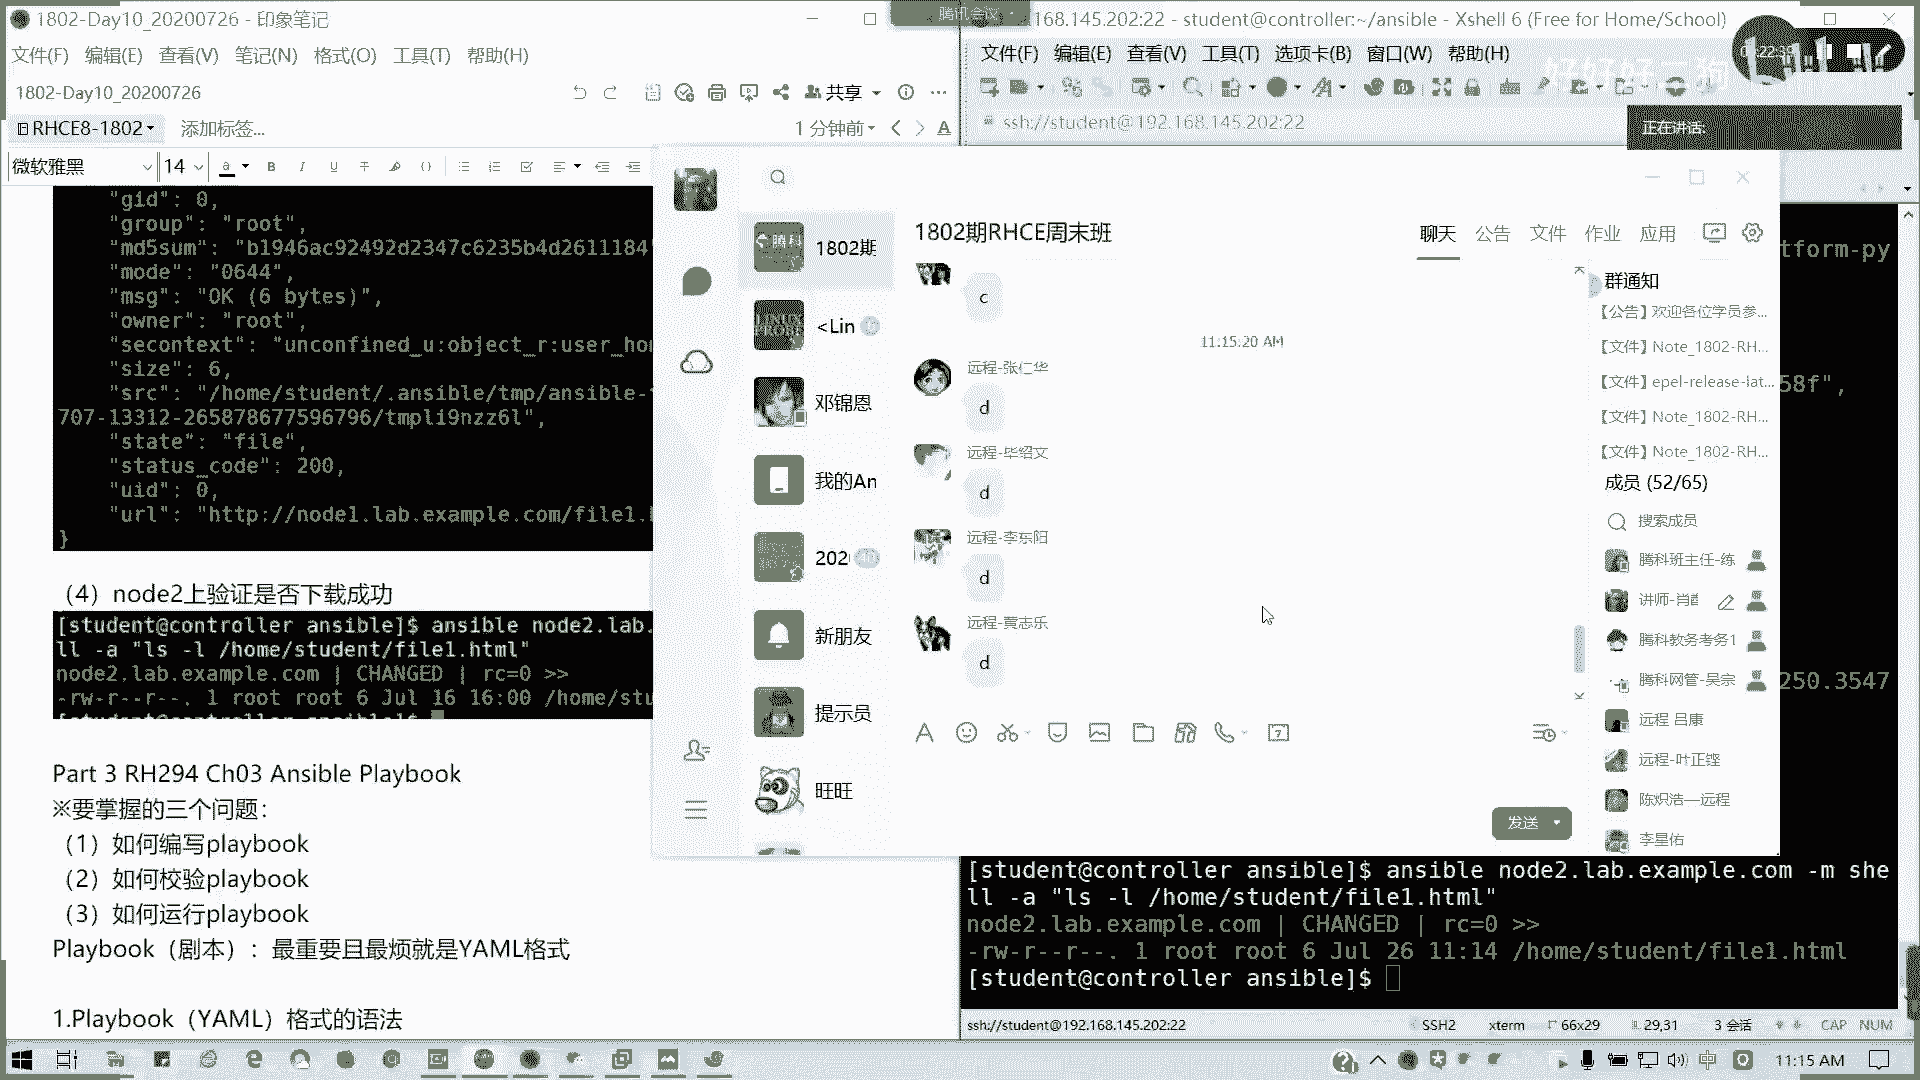 1802-Day10_20200726 - 印象笔记
文件(F) 编辑(E) 查看(V) 笔记(N) 格式(O) 工具(T) 帮助(H)
1802-Day10_20200726
共享
RHCE8-1802
添加标签...
1 分钟前
微软雅黑
14
"gid": 0,
"group": "root",
"md5sum": "b1946ac92492d2347c6235b4d2611184"
"mode": "0644",
"msg": "OK (6 bytes)",
"owner": "root",
"secontext": "unconfined_u:object_r:user_ho
"size": 6,
"src": "/home/student/.ansible/tmp/ansible-
707-13312-265878677596796/tmpli9nzz6l",
"state": "file",
"status_code": 200,
"uid": 0,
"url": "http://node1.lab.example.com/file1.
}
（4）node2上验证是否下载成功
[student@controller ansible]$ ansible node2.lab.
ll -a "ls -l /home/student/file1.html"
node2.lab.example.com | CHANGED | rc=0 >>
-rw-r--r--. 1 root root 6 Jul 16 16:00 /home/stu
Part 3 RH294 Ch03 Ansible Playbook
※要掌握的三个问题：
（1）如何编写playbook
（2）如何校验playbook
（3）如何运行playbook
Playbook（剧本）：最重要且最烦就是YAML格式
1.Playbook（YAML）格式的语法
腾讯会议
.168.145.202:22 - student@controller:~/ansible - Xshell 6 (Free for Home/School)
文件(F) 编辑(E) 查看(V) 工具(T) 选项卡(B) 窗口(W) 帮助(H)
ssh://student@192.168.145.202:22
正在讲话:
tform-py
58f",
250.3547
1802期
<Lin
邓锦恩
我的An
202
新朋友
提示员
旺旺
1802期RHCE周末班
聊天 公告 文件 作业 应用
c
11:15:20 AM
远程-张仁华
d
远程-毕绍文
d
远程-李东阳
d
远程-黄志乐
d
发送
群通知
【公告】欢迎各位学员参...
【文件】Note_1802-RH...
【文件】epel-release-lat...
【文件】Note_1802-RH...
【文件】Note_1802-RH...
成员 (52/65)
搜索成员
腾科班主任-练
讲师-肖
腾科教务考务1
腾科网管-吴宗
远程 吕康
远程-叶正铿
陈炽浩—远程
李星佑
[student@controller ansible]$ ansible node2.lab.example.com -m she
ll -a "ls -l /home/student/file1.html"
node2.lab.example.com | CHANGED | rc=0 >>
-rw-r--r--. 1 root root 6 Jul 26 11:14 /home/student/file1.html
[student@controller ansible]$
ssh://student@192.168.145.202:22
SSH2 xterm 66x29 29,31 3 会话 CAP NUM
中
11:15 AM